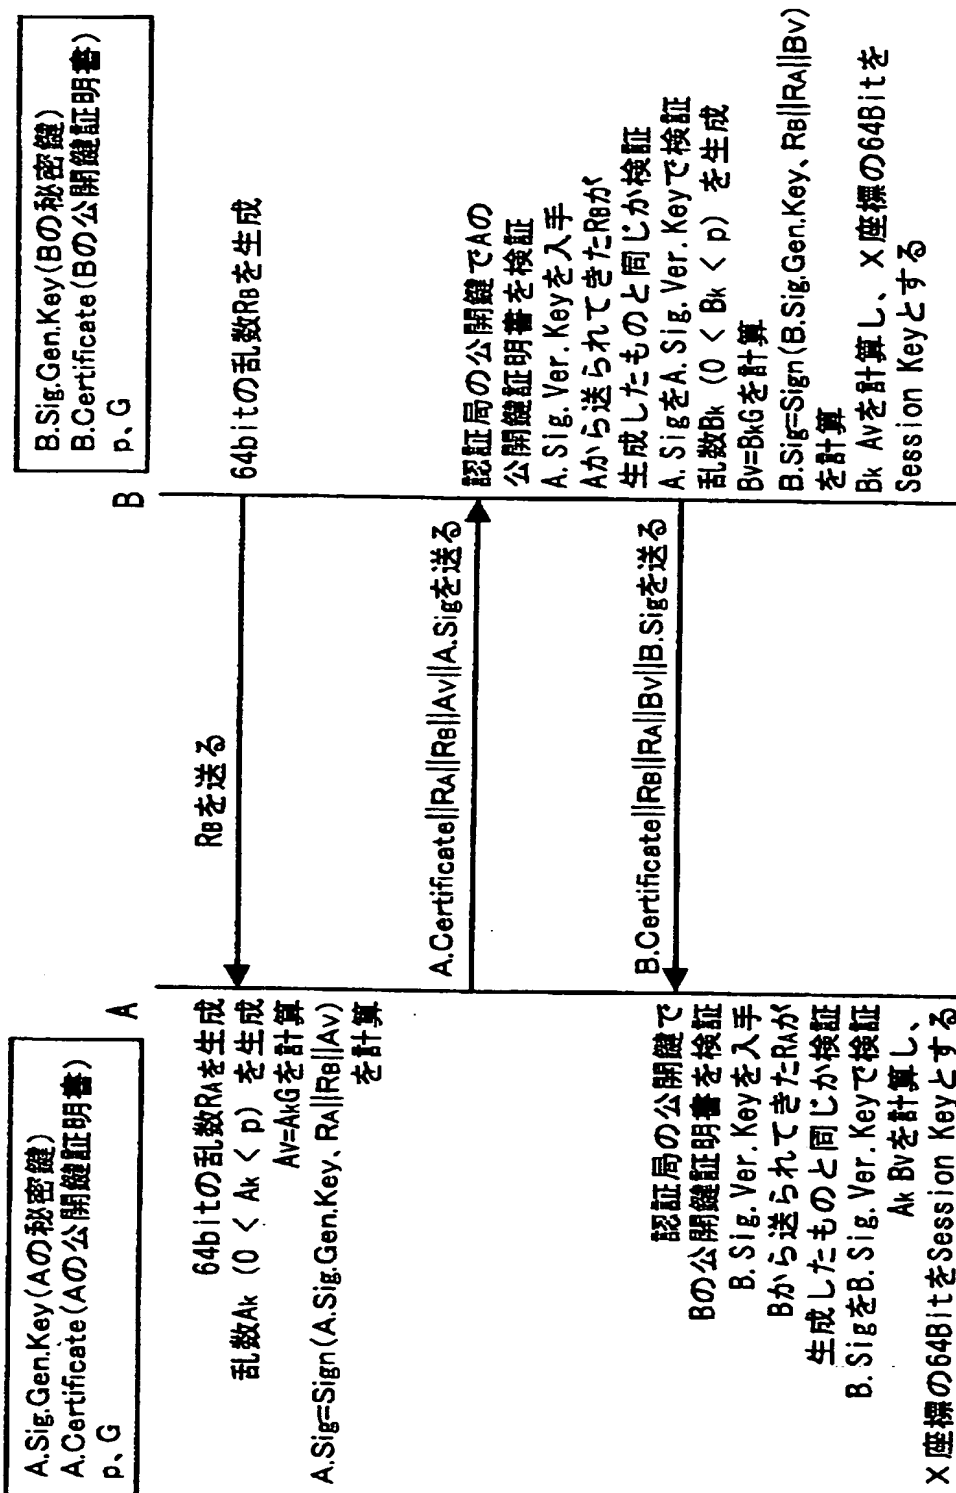 A.Sig.Gen.Key(Aの秘密鍵)
A.Certificate(Aの公開鍵証明書)
p、G
B.Sig.Gen.Key(Bの秘密鍵)
B.Certificate(Bの公開鍵証明書)
p、G
A
B
64bitの乱数RBを生成
RBを送る
64bitの乱数RAを生成
乱数Ak (0 < Ak < p) を生成
Av=AkGを計算
A.Sig=Sign(A.Sig.Gen.Key、RA||RB||Av)
を計算
A.Certificate||RA||RB||Av||A.Sigを送る
認証局の公開鍵でAの
公開鍵証明書を検証
A.Sig.Ver.Keyを入手
Aから送られてきたRBが
生成したものと同じか検証
A.SigをA.Sig.Ver.Keyで検証
乱数Bk (0 < Bk < p) を生成
Bv=BkGを計算
B.Sig=Sign(B.Sig.Gen.Key、RB||RA||Bv)
を計算
Bk Avを計算し、X座標の64Bitを
Session Keyとする
B.Certificate||RB||RA||Bv||B.Sigを送る
認証局の公開鍵で
Bの公開鍵証明書を検証
B.Sig.Ver.Keyを入手
Bから送られてきたRAが
生成したものと同じか検証
B.SigをB.Sig.Ver.Keyで検証
Ak Bvを計算し、
X座標の64BitをSession Keyとする